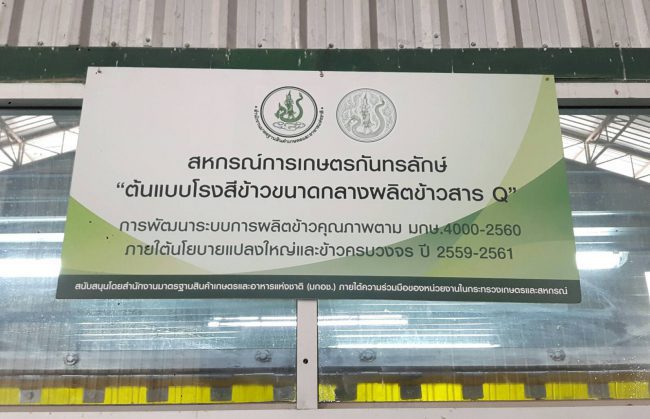 สหกรณ์การเกษตรกันทรลักษ์
"ต้นแบบโรงสีข้าวขนาดกลางผลิตข้าวสาร Q"
การพัฒนาระบบการผลิตข้าวคุณภาพตาม มกษ.4000-2560
ภายใต้นโยบายแปลงใหญ่และข้าวครบวงจร ปี 2559-2561
สนับสนุนโดยสำนักงานมาตรฐานสินค้าเกษตรและอาหารแห่งชาติ (มกอช.) ภายใต้ความร่วมมือของหน่วยงานในกระทรวงเกษตรและสหกรณ์